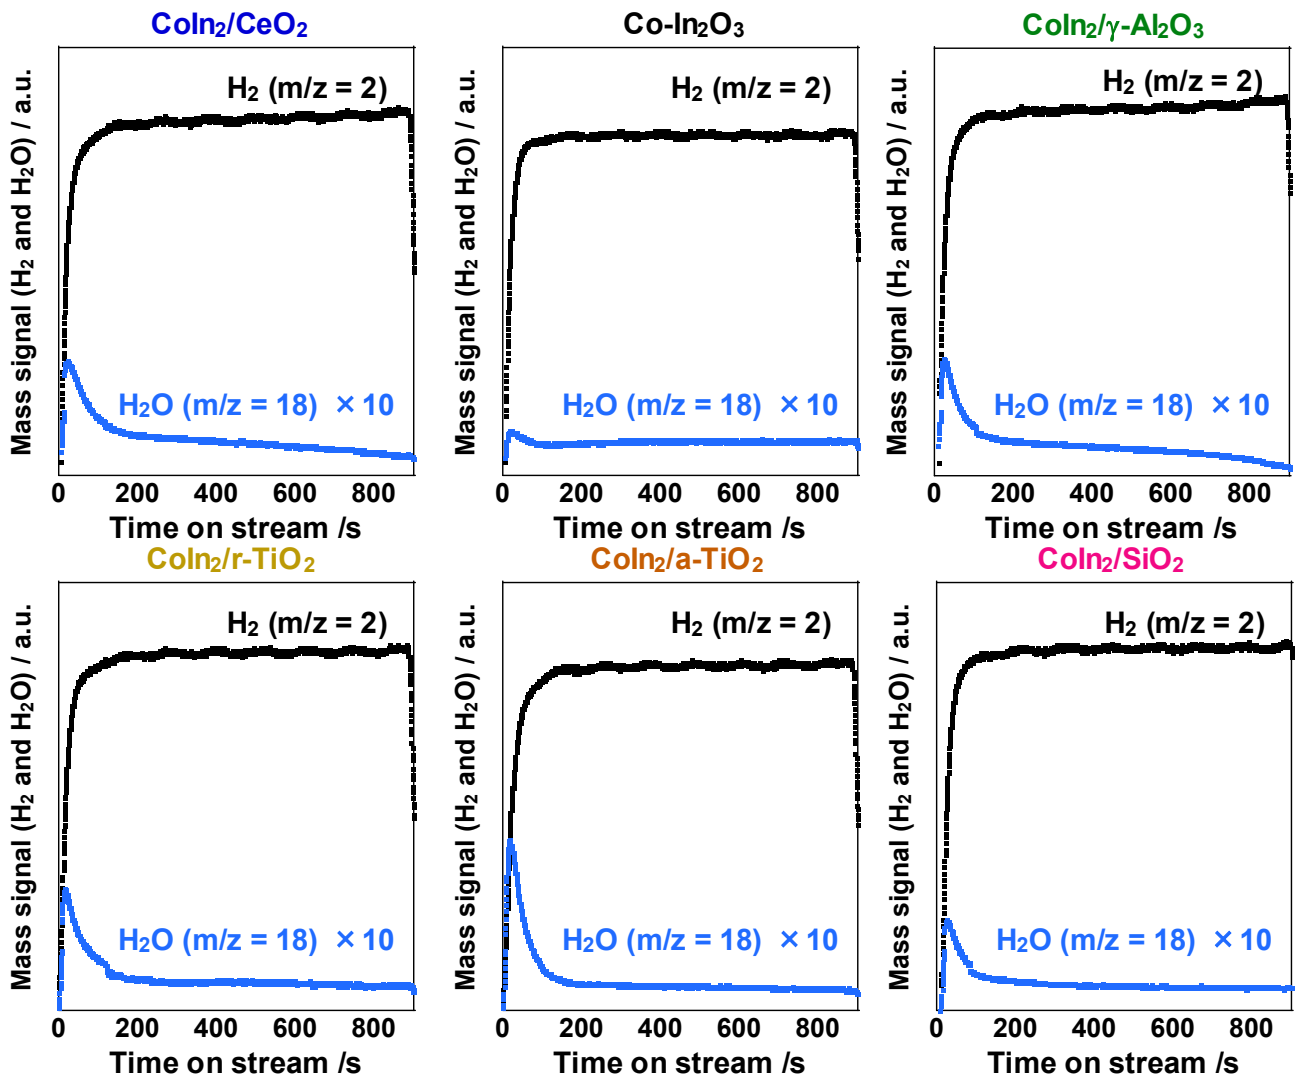 CoIn₂/CeO₂
Mass signal (H₂ and H₂O) / a.u.
H₂ (m/z = 2)
H₂O (m/z = 18) ×10
0 200 400 600 800
Time on stream /s
Co-In₂O₃
Mass signal (H₂ and H₂O) / a.u.
H₂ (m/z = 2)
H₂O (m/z = 18) ×10
0 200 400 600 800
Time on stream /s
CoIn₂/γ-Al₂O₃
Mass signal (H₂ and H₂O) / a.u.
H₂ (m/z = 2)
H₂O (m/z = 18) ×10
0 200 400 600 800
Time on stream /s
CoIn₂/r-TiO₂
Mass signal (H₂ and H₂O) / a.u.
H₂ (m/z = 2)
H₂O (m/z = 18) ×10
0 200 400 600 800
Time on stream /s
CoIn₂/a-TiO₂
Mass signal (H₂ and H₂O) / a.u.
H₂ (m/z = 2)
H₂O (m/z = 18) ×10
0 200 400 600 800
Time on stream /s
CoIn₂/SiO₂
Mass signal (H₂ and H₂O) / a.u.
H₂ (m/z = 2)
H₂O (m/z = 18) ×10
0 200 400 600 800
Time on stream /s